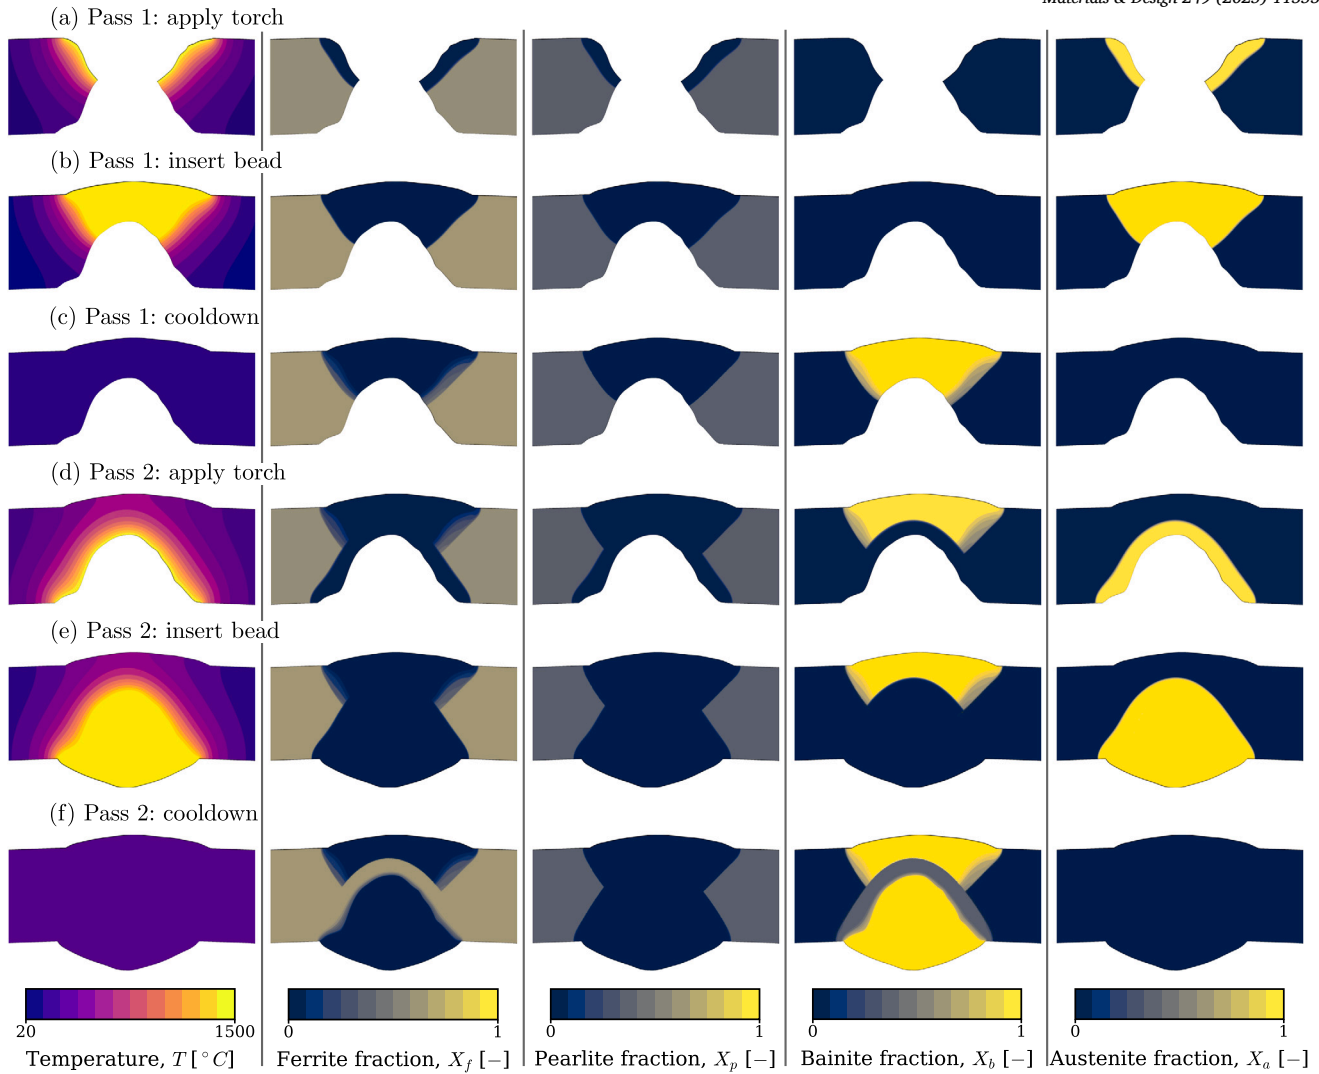 (a) Pass 1: apply torch
(b) Pass 1: insert bead
(c) Pass 1: cooldown
(d) Pass 2: apply torch
(e) Pass 2: insert bead
(f) Pass 2: cooldown
20 1500 0 1 0 1 0 1 0 1
Temperature, T [°C] Ferrite fraction, X_f [−] Pearlite fraction, X_p [−] Bainite fraction, X_b [−] Austenite fraction, X_a [−]